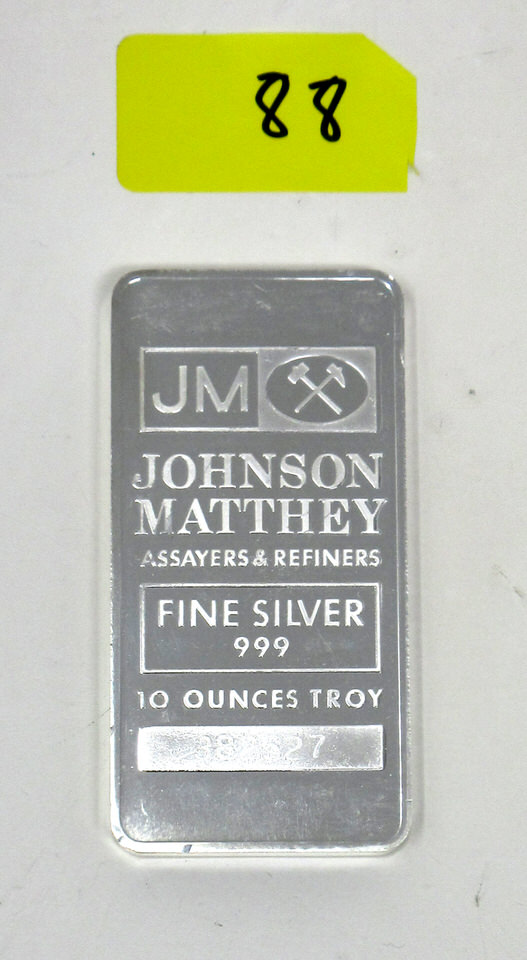 88
JM
JOHNSON
MATTHEY
ASSAYERS & REFINERS
FINE SILVER
999
10 OUNCES TROY